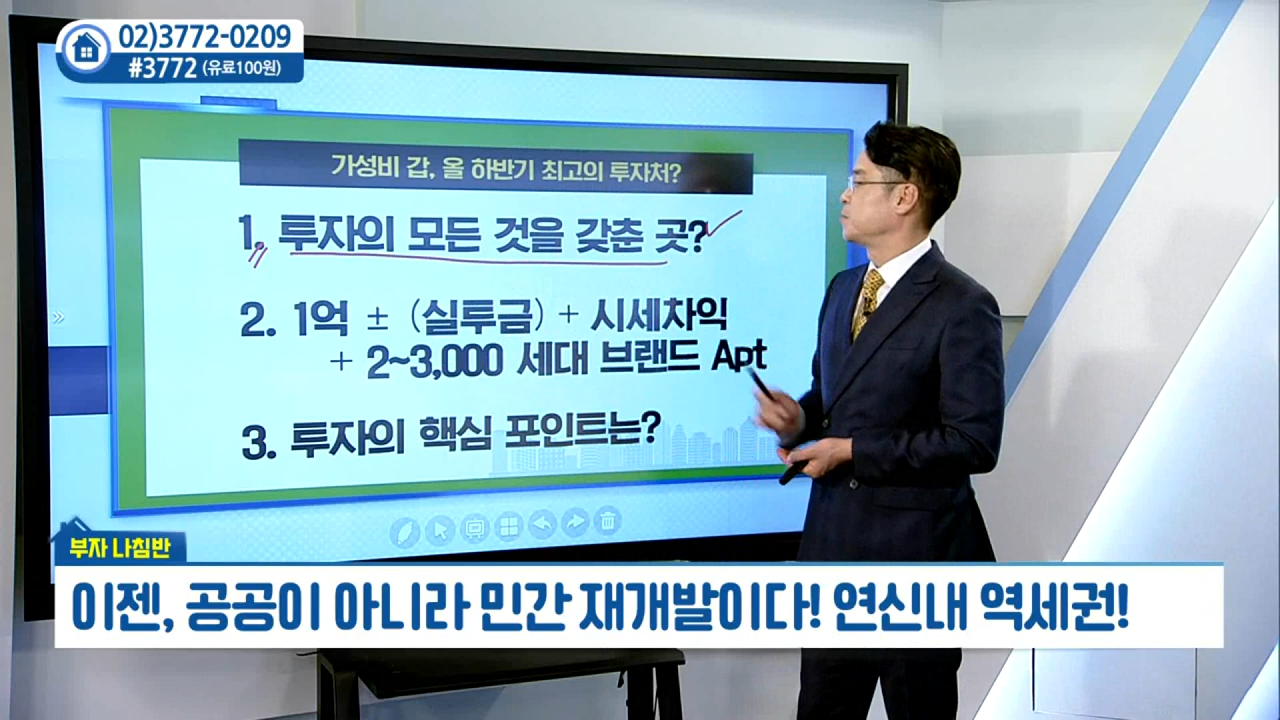 02)3772-0209
#3772 (유료100원)
가성비 갑, 올 하반기 최고의 투자처?
1. 투자의 모든 것을 갖춘 곳?
2. 1억 ± (실투금) + 시세차익
+ 2~3,000 세대 브랜드 Apt
3. 투자의 핵심 포인트는?
부자 나침반
이젠, 공공이 아니라 민간 재개발이다! 연신내 역세권!